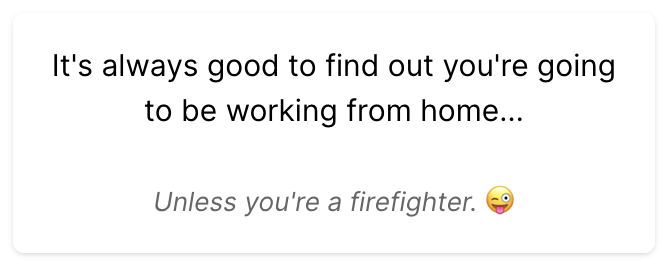 It's always good to find out you're going
to be working from home...
Unless you're a firefighter. 😜